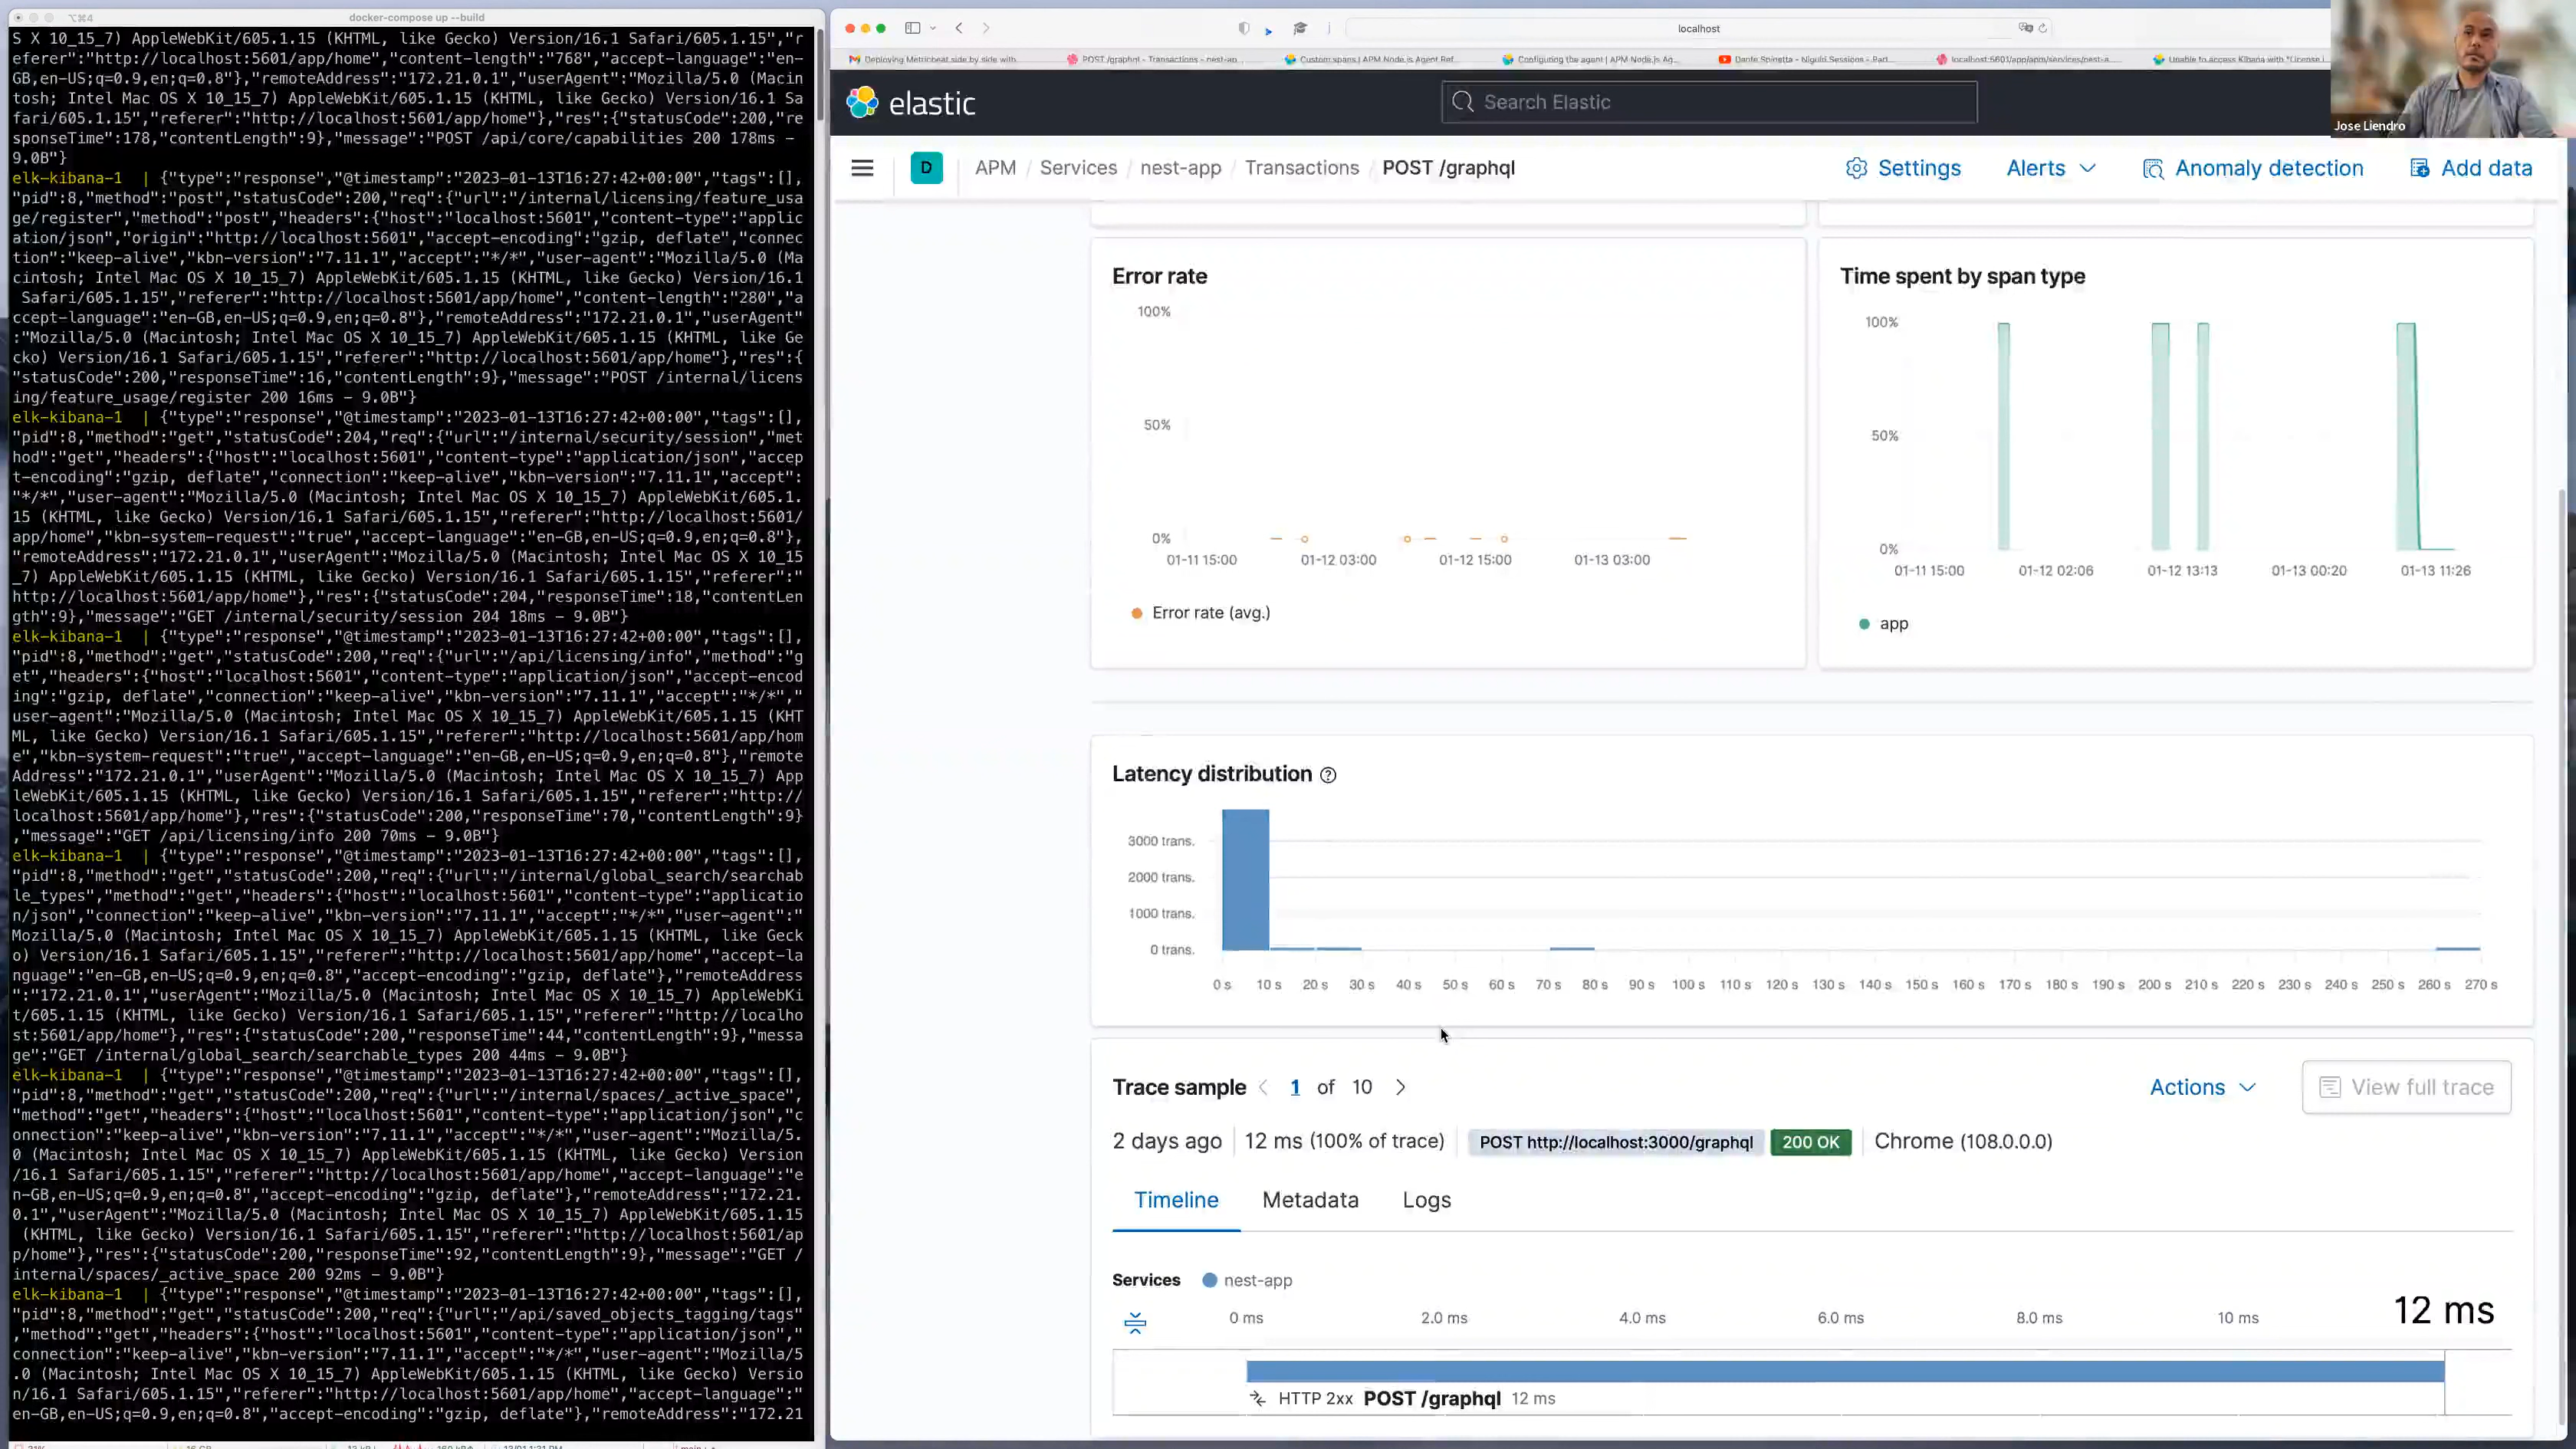 docker-compose up --build
⌥⌘4
S X 10_15_7) AppleWebKit/605.1.15 (KHTML, like Gecko) Version/16.1 Safari/605.1.15","r
eferer":"http://localhost:5601/app/home","content-length":"768","accept-language":"en-
GB,en-US;q=0.9,en;q=0.8"},"remoteAddress":"172.21.0.1","userAgent":"Mozilla/5.0 (Macin
tosh; Intel Mac OS X 10_15_7) AppleWebKit/605.1.15 (KHTML, like Gecko) Version/16.1 Sa
fari/605.1.15","referer":"http://localhost:5601/app/home"},"res":{"statusCode":200,"re
sponseTime":178,"contentLength":9},"message":"POST /api/core/capabilities 200 178ms -
9.0B"}
elk-kibana-1  | {"type":"response","@timestamp":"2023-01-13T16:27:42+00:00","tags":[],
"pid":8,"method":"post","statusCode":200,"req":{"url":"/internal/licensing/feature_usa
ge/register","method":"post","headers":{"host":"localhost:5601","content-type":"applic
ation/json","origin":"http://localhost:5601","accept-encoding":"gzip, deflate","connec
tion":"keep-alive","kbn-version":"7.11.1","accept":"*/*","user-agent":"Mozilla/5.0 (Ma
cintosh; Intel Mac OS X 10_15_7) AppleWebKit/605.1.15 (KHTML, like Gecko) Version/16.1
 Safari/605.1.15","referer":"http://localhost:5601/app/home","content-length":"280","a
ccept-language":"en-GB,en-US;q=0.9,en;q=0.8"},"remoteAddress":"172.21.0.1","userAgent"
:"Mozilla/5.0 (Macintosh; Intel Mac OS X 10_15_7) AppleWebKit/605.1.15 (KHTML, like Ge
cko) Version/16.1 Safari/605.1.15","referer":"http://localhost:5601/app/home"},"res":{
"statusCode":200,"responseTime":16,"contentLength":9},"message":"POST /internal/licens
ing/feature_usage/register 200 16ms - 9.0B"}
elk-kibana-1  | {"type":"response","@timestamp":"2023-01-13T16:27:42+00:00","tags":[],
"pid":8,"method":"get","statusCode":204,"req":{"url":"/internal/security/session","met
hod":"get","headers":{"host":"localhost:5601","content-type":"application/json","accep
t-encoding":"gzip, deflate","connection":"keep-alive","kbn-version":"7.11.1","accept":
"*/*","user-agent":"Mozilla/5.0 (Macintosh; Intel Mac OS X 10_15_7) AppleWebKit/605.1.
15 (KHTML, like Gecko) Version/16.1 Safari/605.1.15","referer":"http://localhost:5601/
app/home","kbn-system-request":"true","accept-language":"en-GB,en-US;q=0.9,en;q=0.8"},
"remoteAddress":"172.21.0.1","userAgent":"Mozilla/5.0 (Macintosh; Intel Mac OS X 10_15
_7) AppleWebKit/605.1.15 (KHTML, like Gecko) Version/16.1 Safari/605.1.15","referer":"
http://localhost:5601/app/home"},"res":{"statusCode":204,"responseTime":18,"contentLen
gth":9},"message":"GET /internal/security/session 204 18ms - 9.0B"}
elk-kibana-1  | {"type":"response","@timestamp":"2023-01-13T16:27:42+00:00","tags":[],
"pid":8,"method":"get","statusCode":200,"req":{"url":"/api/licensing/info","method":"g
et","headers":{"host":"localhost:5601","content-type":"application/json","accept-encod
ing":"gzip, deflate","connection":"keep-alive","kbn-version":"7.11.1","accept":"*/*","
user-agent":"Mozilla/5.0 (Macintosh; Intel Mac OS X 10_15_7) AppleWebKit/605.1.15 (KHT
ML, like Gecko) Version/16.1 Safari/605.1.15","referer":"http://localhost:5601/app/hom
e","kbn-system-request":"true","accept-language":"en-GB,en-US;q=0.9,en;q=0.8"},"remote
Address":"172.21.0.1","userAgent":"Mozilla/5.0 (Macintosh; Intel Mac OS X 10_15_7) App
leWebKit/605.1.15 (KHTML, like Gecko) Version/16.1 Safari/605.1.15","referer":"http://
localhost:5601/app/home"},"res":{"statusCode":200,"responseTime":70,"contentLength":9}
,"message":"GET /api/licensing/info 200 70ms - 9.0B"}
elk-kibana-1  | {"type":"response","@timestamp":"2023-01-13T16:27:42+00:00","tags":[],
"pid":8,"method":"get","statusCode":200,"req":{"url":"/internal/global_search/searchab
le_types","method":"get","headers":{"host":"localhost:5601","content-type":"applicatio
n/json","connection":"keep-alive","kbn-version":"7.11.1","accept":"*/*","user-agent":"
Mozilla/5.0 (Macintosh; Intel Mac OS X 10_15_7) AppleWebKit/605.1.15 (KHTML, like Geck
o) Version/16.1 Safari/605.1.15","referer":"http://localhost:5601/app/home","accept-la
nguage":"en-GB,en-US;q=0.9,en;q=0.8","accept-encoding":"gzip, deflate"},"remoteAddress
":"172.21.0.1","userAgent":"Mozilla/5.0 (Macintosh; Intel Mac OS X 10_15_7) AppleWebKi
t/605.1.15 (KHTML, like Gecko) Version/16.1 Safari/605.1.15","referer":"http://localho
st:5601/app/home"},"res":{"statusCode":200,"responseTime":44,"contentLength":9},"messa
ge":"GET /internal/global_search/searchable_types 200 44ms - 9.0B"}
elk-kibana-1  | {"type":"response","@timestamp":"2023-01-13T16:27:42+00:00","tags":[],
"pid":8,"method":"get","statusCode":200,"req":{"url":"/internal/spaces/_active_space",
"method":"get","headers":{"host":"localhost:5601","content-type":"application/json","c
onnection":"keep-alive","kbn-version":"7.11.1","accept":"*/*","user-agent":"Mozilla/5.
0 (Macintosh; Intel Mac OS X 10_15_7) AppleWebKit/605.1.15 (KHTML, like Gecko) Version
/16.1 Safari/605.1.15","referer":"http://localhost:5601/app/home","accept-language":"e
n-GB,en-US;q=0.9,en;q=0.8","accept-encoding":"gzip, deflate"},"remoteAddress":"172.21.
0.1","userAgent":"Mozilla/5.0 (Macintosh; Intel Mac OS X 10_15_7) AppleWebKit/605.1.15
 (KHTML, like Gecko) Version/16.1 Safari/605.1.15","referer":"http://localhost:5601/ap
p/home"},"res":{"statusCode":200,"responseTime":92,"contentLength":9},"message":"GET /
internal/spaces/_active_space 200 92ms - 9.0B"}
elk-kibana-1  | {"type":"response","@timestamp":"2023-01-13T16:27:42+00:00","tags":[],
"pid":8,"method":"get","statusCode":200,"req":{"url":"/api/saved_objects_tagging/tags"
,"method":"get","headers":{"host":"localhost:5601","content-type":"application/json","
connection":"keep-alive","kbn-version":"7.11.1","accept":"*/*","user-agent":"Mozilla/5
.0 (Macintosh; Intel Mac OS X 10_15_7) AppleWebKit/605.1.15 (KHTML, like Gecko) Versio
n/16.1 Safari/605.1.15","referer":"http://localhost:5601/app/home","accept-language":"
en-GB,en-US;q=0.9,en;q=0.8","accept-encoding":"gzip, deflate"},"remoteAddress":"172.21
localhost
Deploying Metricbeat side by side with
POST /graphql - Transactions - nest-ap...
Custom spans | APM Node.js Agent Ref...
Configuring the agent | APM Node.js Ag...
localhost:5601/app/apm/services/nest-a...
Unable to access Kibana with "License i
Jose Liendro
elastic
Search Elastic
D
APM / Services / nest-app / Transactions / POST /graphql
Settings
Alerts
Anomaly detection
Add data
Error rate
100%
50%
0%
01-11 15:00 01-12 03:00 01-12 15:00 01-13 03:00
Error rate (avg.)
Time spent by span type
100%
50%
0%
01-11 15:00 01-12 02:06 01-12 13:13 01-13 00:20 01-13 11:26
app
Latency distribution
3000 trans.
2000 trans.
1000 trans.
0 trans.
0 s 10 s 20 s 30 s 40 s 50 s 60 s 70 s 80 s 90 s 100 s 110 s 120 s 130 s 140 s 150 s 160 s 170 s 180 s 190 s 200 s 210 s 220 s 230 s 240 s 250 s 260 s 270 s
Trace sample 1 of 10
Actions
View full trace
2 days ago 12 ms (100% of trace) POST http://localhost:3000/graphql 200 OK Chrome (108.0.0.0)
Timeline Metadata Logs
Services nest-app
0 ms 2.0 ms 4.0 ms 6.0 ms 8.0 ms 10 ms 12 ms
HTTP 2xx POST /graphql 12 ms